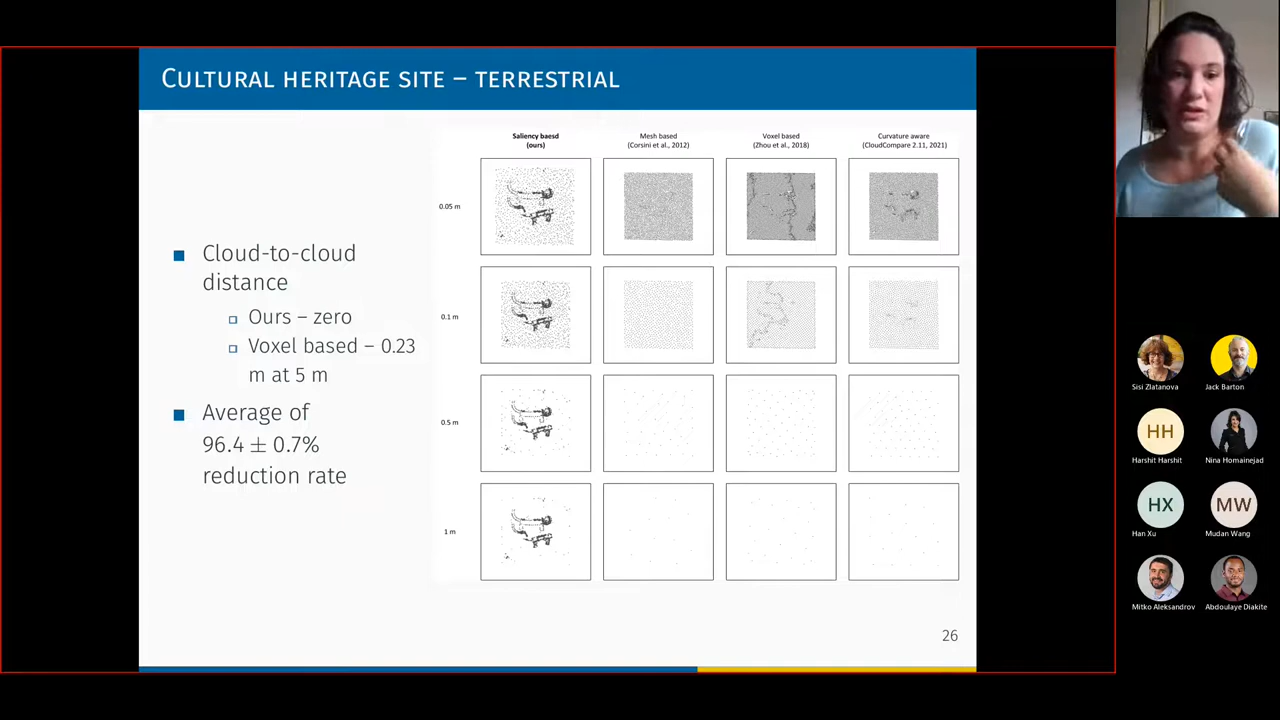 Cultural heritage site – terrestrial
Saliency baesd
(ours)
Mesh based
(Corsini et al., 2012)
Voxel based
(Zhou et al., 2018)
Curvature aware
(CloudCompare 2.11, 2021)
0.05 m
0.1 m
0.5 m
1 m
Cloud-to-cloud
distance
Ours – zero
Voxel based – 0.23
m at 5 m
Average of
96.4 ± 0.7%
reduction rate
26
Sisi Zlatanova
Jack Barton
HH
Harshit Harshit
Nina Homainejad
HX
Han Xu
MW
Mudan Wang
Mitko Aleksandrov
Abdoulaye Diakite